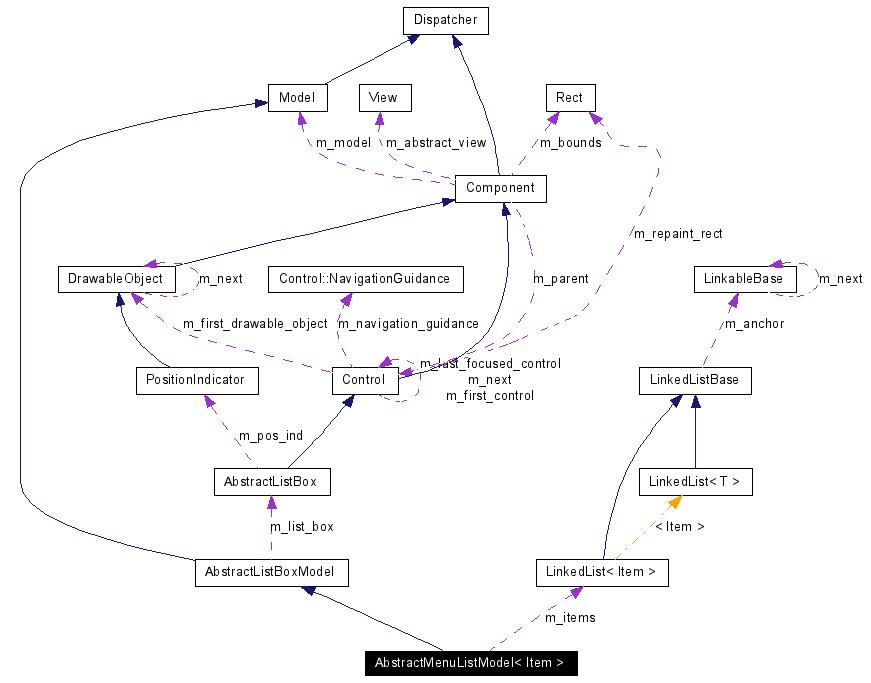 Dispatcher
Model
View
Rect
m_model
m_abstract_view
m_bounds
Component
m_repaint_rect
DrawableObject
m_next
Control::NavigationGuidance
m_parent
LinkableBase
m_next
m_first_drawable_object
m_navigation_guidance
m_anchor
PositionIndicator
Control
m_last_focused_control
m_next
m_first_control
LinkedListBase
m_pos_ind
AbstractListBox
LinkedList< T >
m_list_box
< Item >
AbstractListBoxModel
LinkedList< Item >
m_items
AbstractMenuListModel< Item >